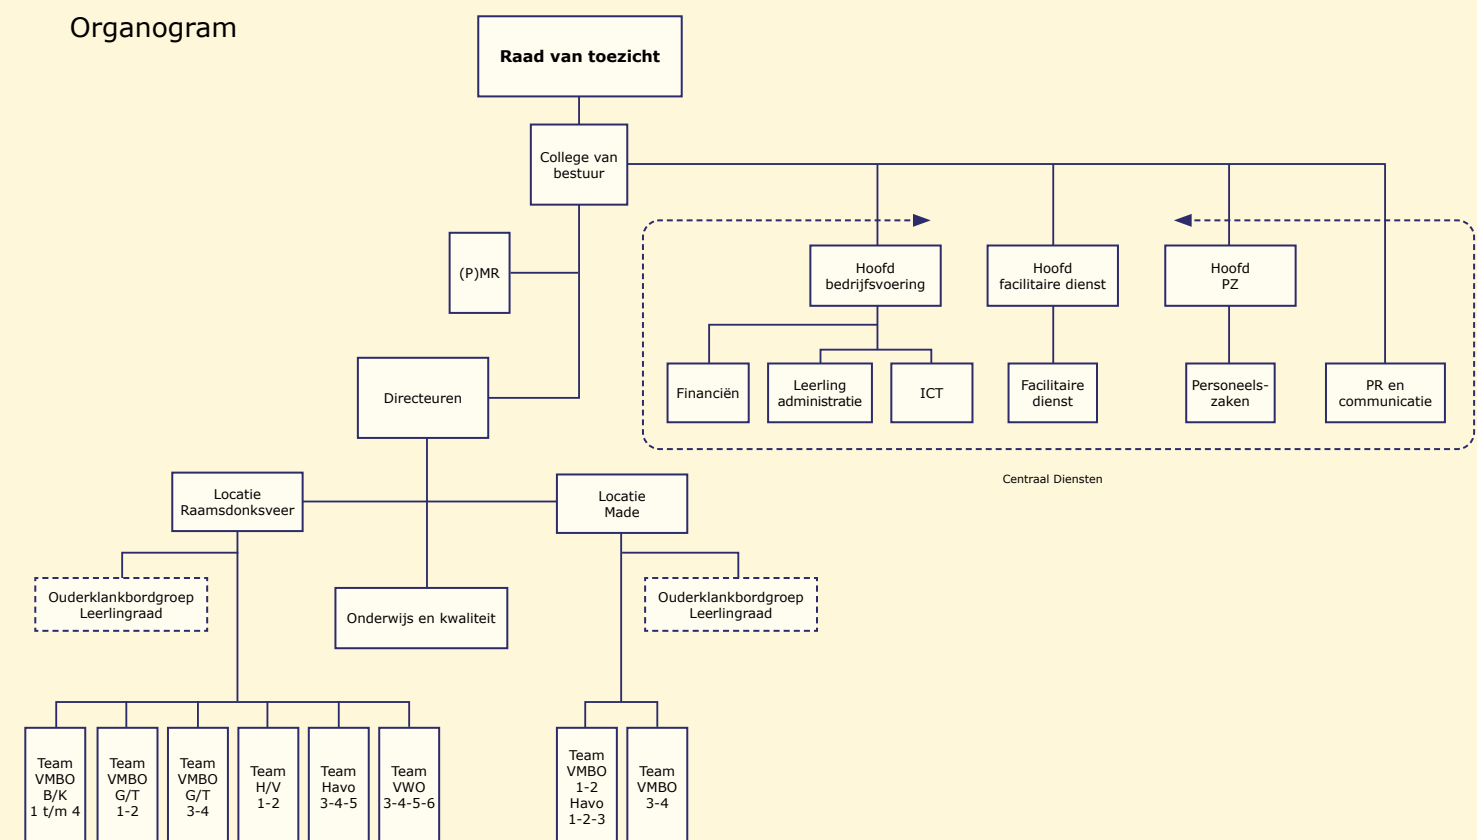 Organogram
Raad van toezicht
College van
bestuur
(P)MR
Hoofd
bedrijfsvoering
Hoofd
facilitaire dienst
Hoofd
PZ
Directeuren
Financiën
Leerling
administratie
ICT
Facilitaire
dienst
Personeels-
zaken
PR en
communicatie
Centraal Diensten
Locatie
Raamsdonksveer
Locatie
Made
Ouderklankbordgroep
Leerlingraad
Onderwijs en kwaliteit
Ouderklankbordgroep
Leerlingraad
Team
VMBO
B/K
1 t/m 4
Team
VMBO
G/T
1-2
Team
VMBO
G/T
3-4
Team
H/V
1-2
Team
Havo
3-4-5
Team
VWO
3-4-5-6
Team
VMBO
1-2
Havo
1-2-3
Team
VMBO
3-4